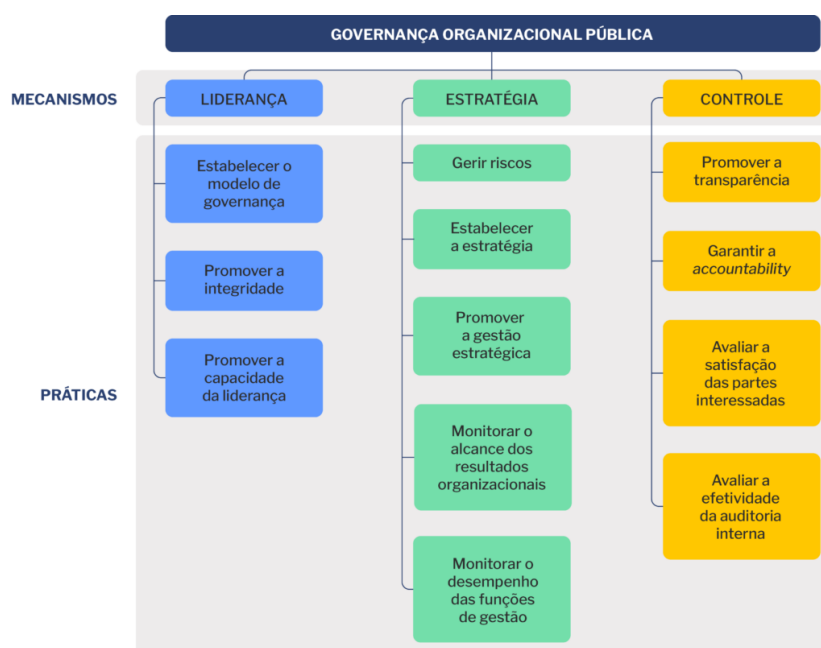 GOVERNANÇA ORGANIZACIONAL PÚBLICA
MECANISMOS
LIDERANÇA
ESTRATÉGIA
CONTROLE
PRÁTICAS
Estabelecer o
modelo de
governança
Promover a
integridade
Promover a
capacidade
da liderança
Gerir riscos
Estabelecer
a estratégia
Promover
a gestão
estratégica
Monitorar o
alcance dos
resultados
organizacionais
Monitorar o
desempenho
das funções
de gestão
Promover a
transparência
Garantir a
accountability
Avaliar a
satisfação
das partes
interessadas
Avaliar a
efetividade
da auditoria
interna